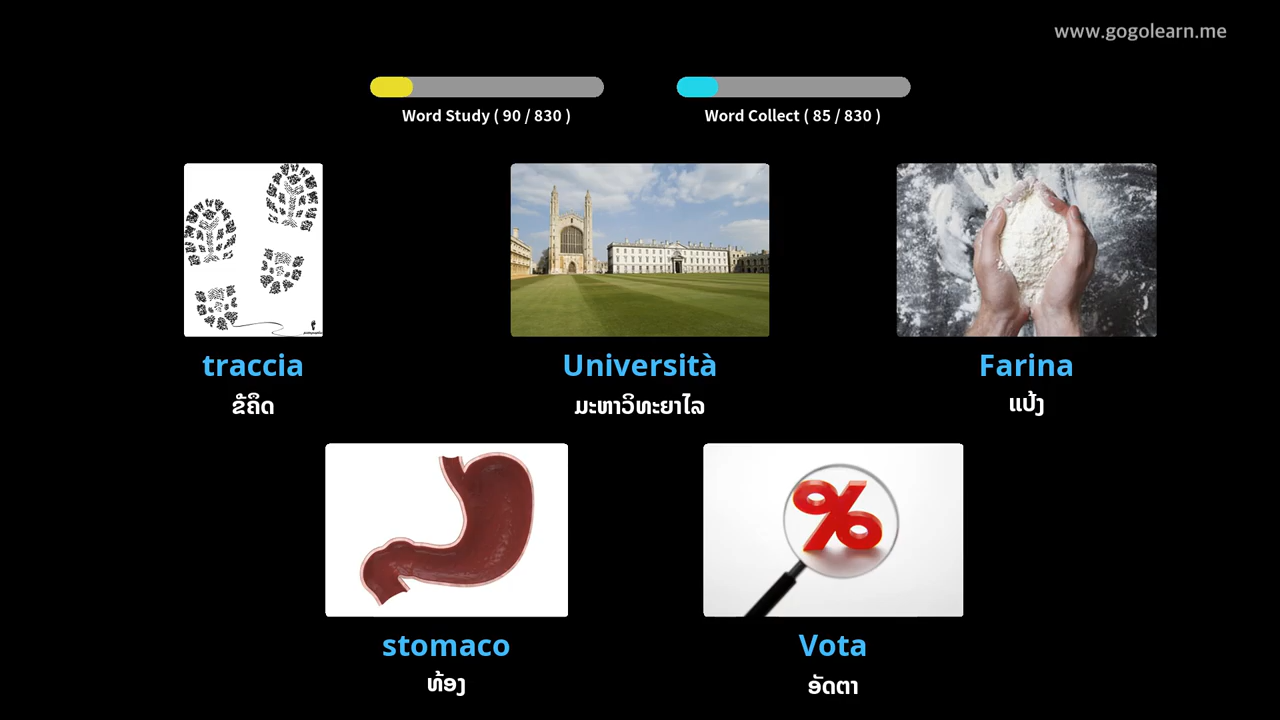 www.gogolearn.me
Word Study ( 90 / 830 )
Word Collect ( 85 / 830 )
traccia
ຂໍ້ຄຶດ
Università
ມະຫາວິທະຍາໄລ
Farina
ແປ້ງ
stomaco
ທ້ອງ
Vota
ອັດຕາ